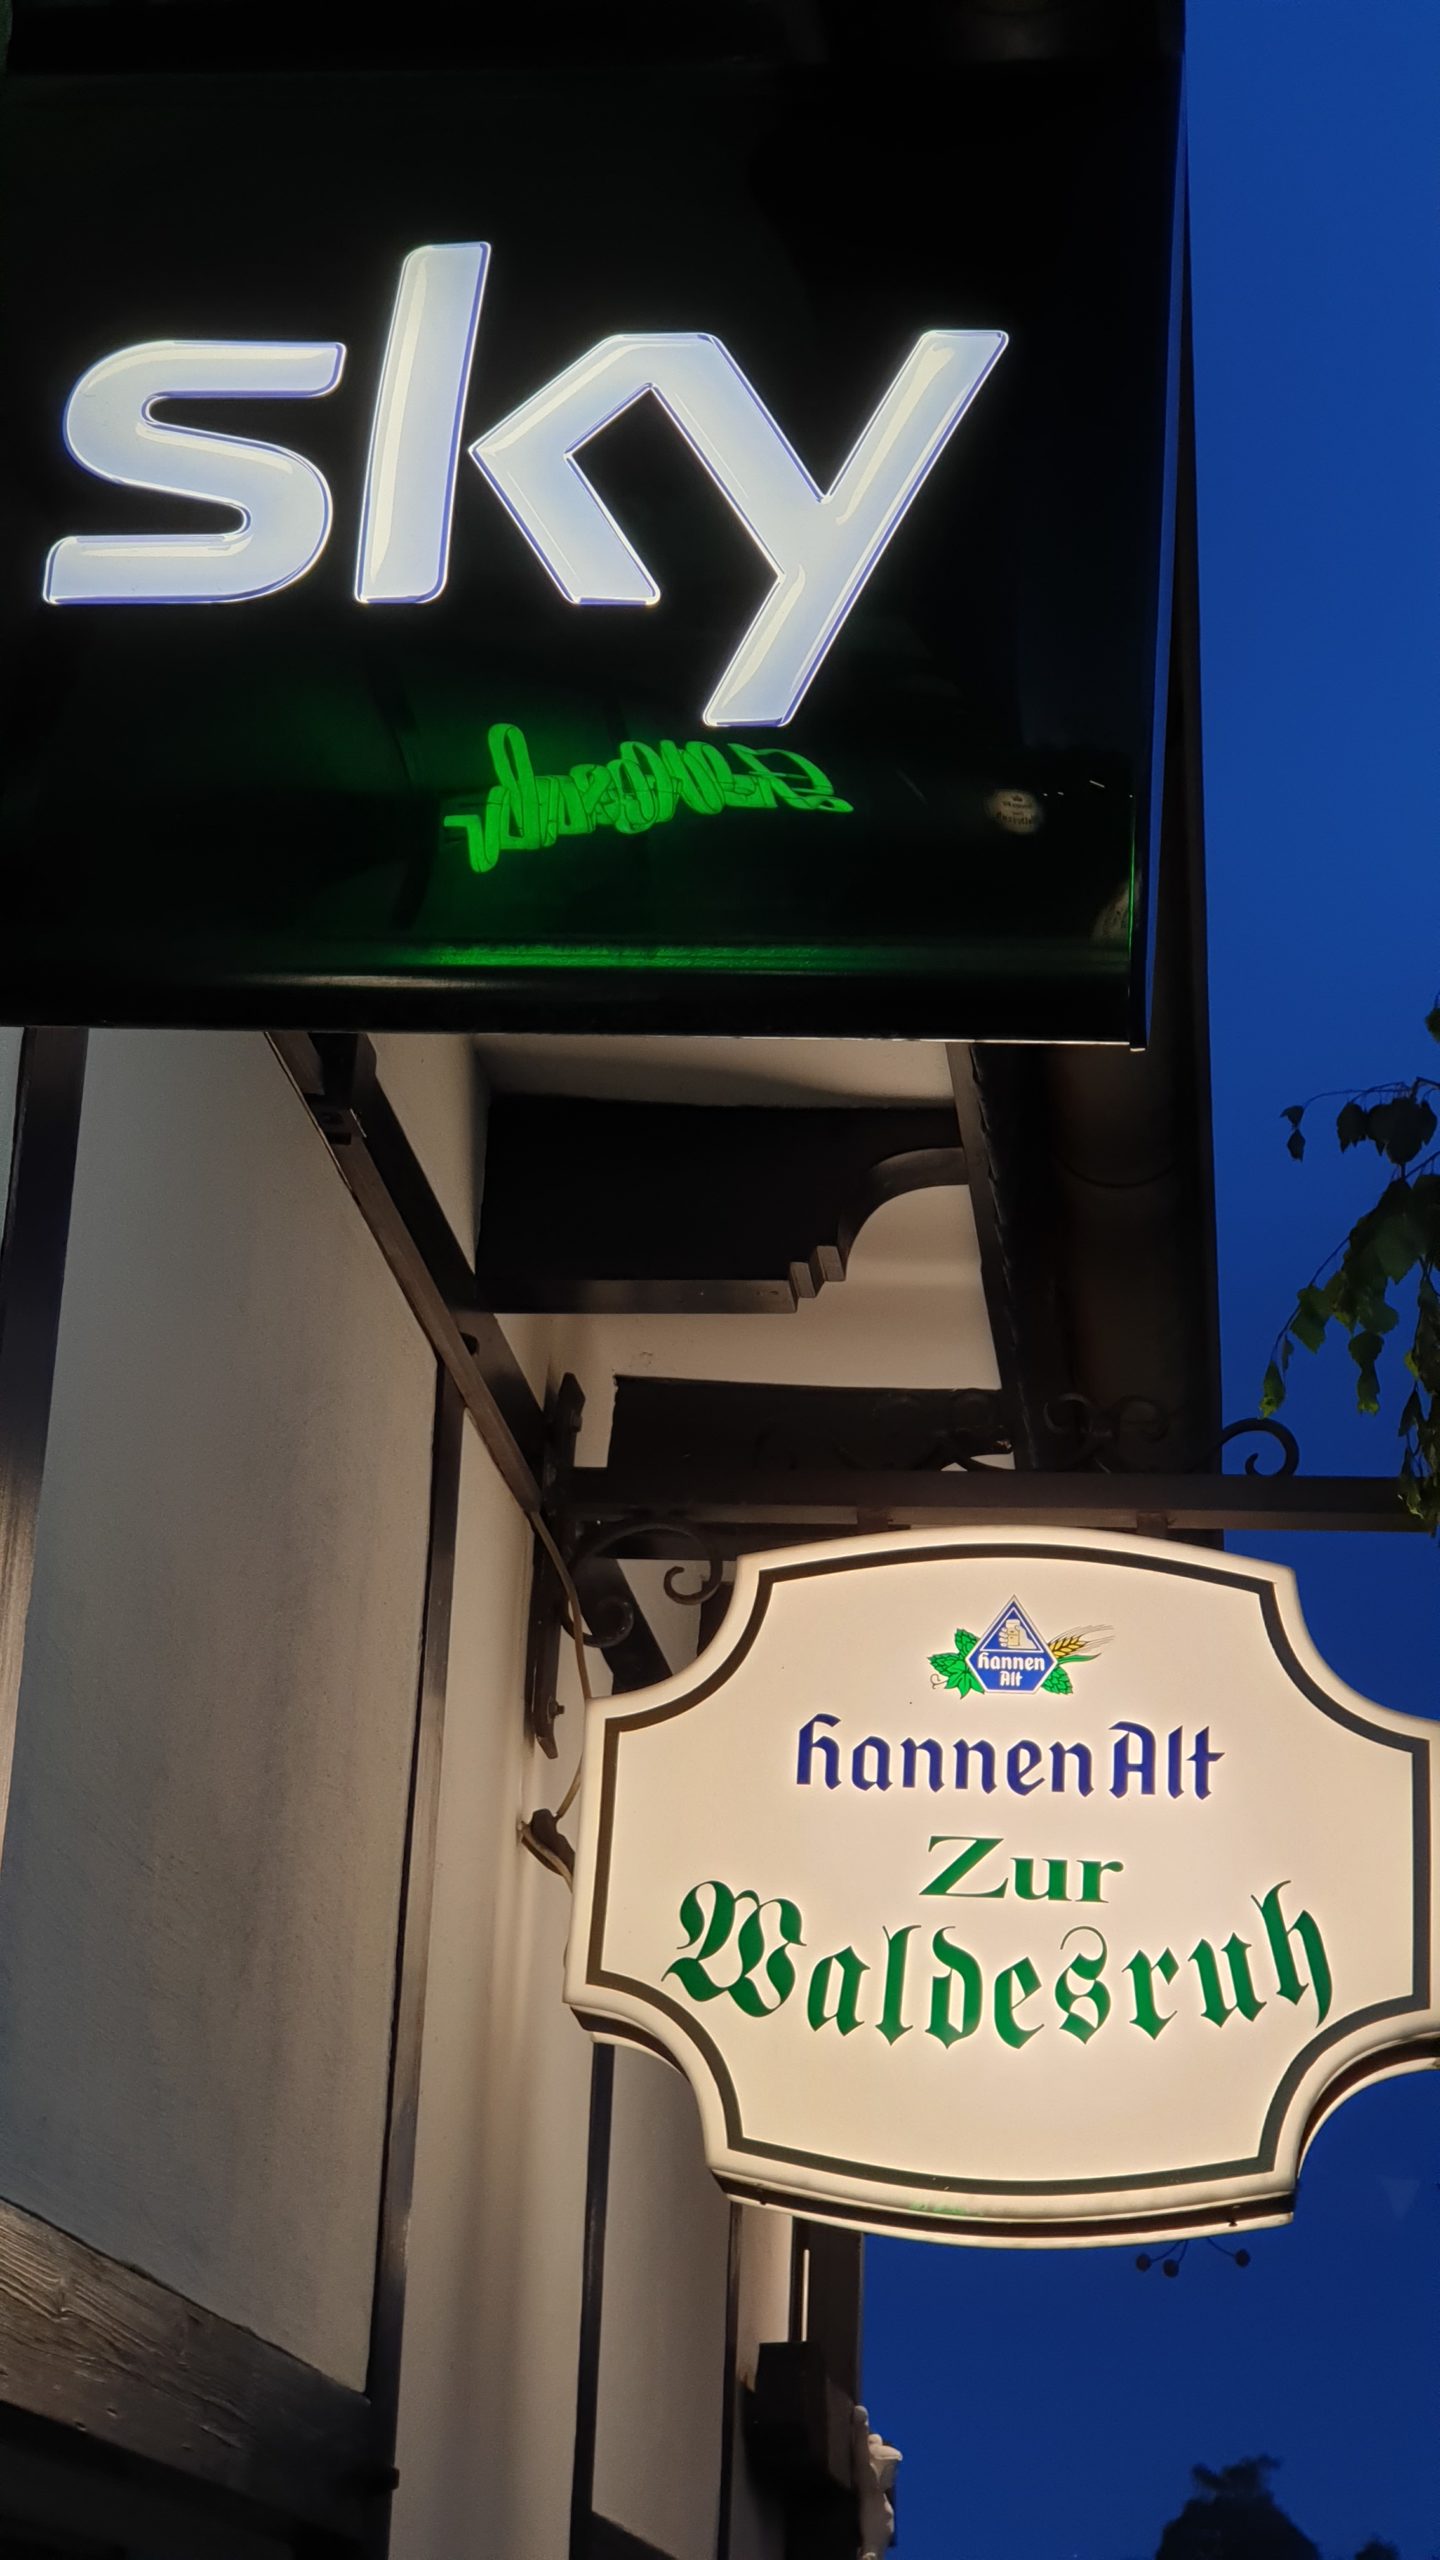 sky
hannen
Alt
hannen Alt
Zur
Waldesruh